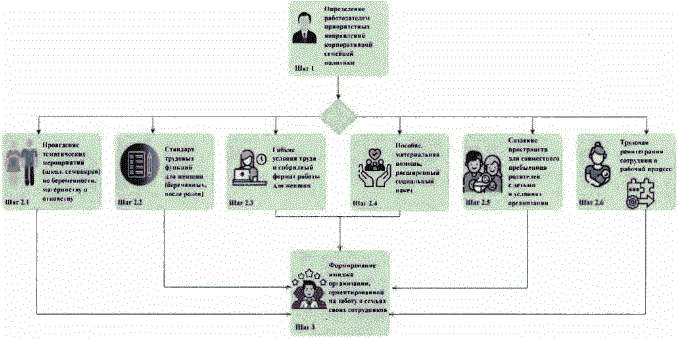 Определение
работодателем
приоритетных
направлений
корпоративной
семейной
политики
Шаг 1
Проведение
тематических
мероприятий
(школ, семинаров)
по беременности,
материнству и
отцовству
Шаг 2.1
Стандарт
трудовых
функций
для женщин
(беременных,
после родов)
Шаг 2.2
Гибкие
условия труда
и гибридный
формат работы
для женщин
Шаг 2.3
Пособие,
материальная
помощь,
расширенный
социальный
пакет
Шаг 2.4
Создание
пространств
для совместного
пребывания
родителей
с детьми
в условиях
организации
Шаг 2.5
Трудовая
реинтеграция
сотрудника в
рабочий процесс
Шаг 2.6
Формирование
имиджа
организации,
ориентированной
на заботу о семьях
своих сотрудников
Шаг 3